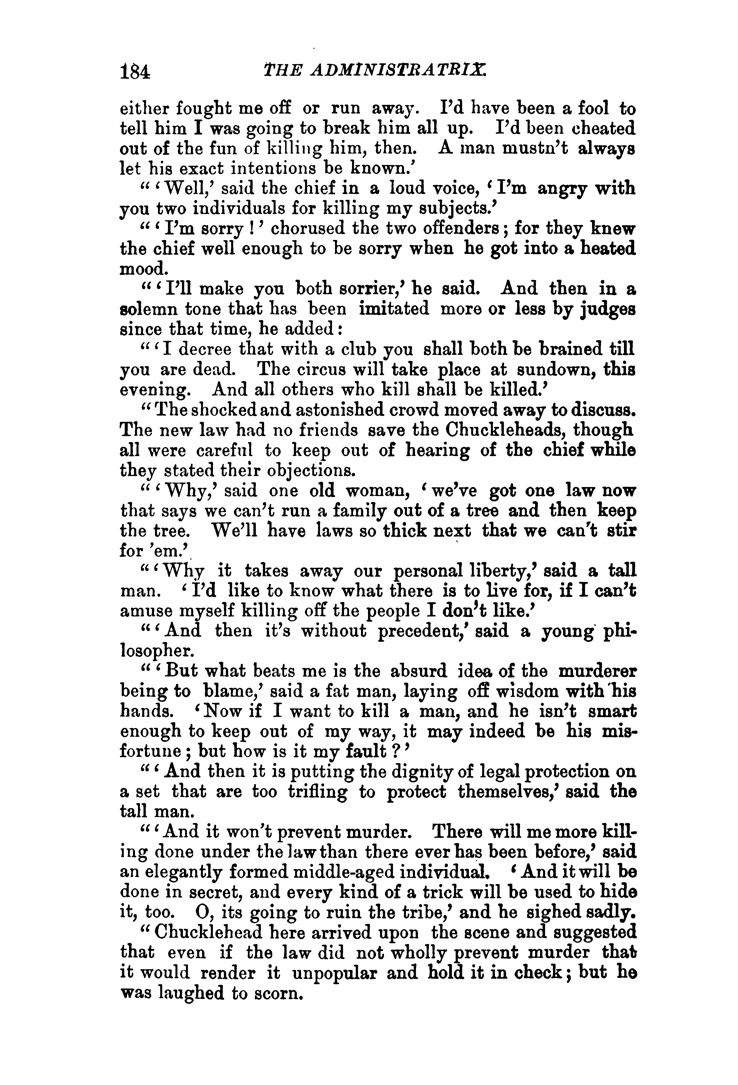 184 THE ADMINISTRATRIX.
either fought me off or run away. I'd have been a fool to
tell him I was going to break him all up. I'd been cheated
out of the fun of killing him, then. A man mustn't always
let his exact intentions be known.'
"'Well,' said the chief in a loud voice, 'I'm angry with
you two individuals for killing my subjects.'
"'I'm sorry!' chorused the two offenders; for they knew
the chief well enough to be sorry when he got into a heated
mood.
"'I'll make you both sorrier,' he said. And then in a
solemn tone that has been imitated more or less by judges
since that time, he added:
"'I decree that with a club you shall both be brained till
you are dead. The circus will take place at sundown, this
evening. And all others who kill shall be killed.'
"The shocked and astonished crowd moved away to discuss.
The new law had no friends save the Chuckleheads, though
all were careful to keep out of hearing of the chief while
they stated their objections.
"'Why,' said one old woman, 'we've got one law now
that says we can't run a family out of a tree and then keep
the tree. We'll have laws so thick next that we can't stir
for 'em.'
"'Why it takes away our personal liberty,' said a tall
man. 'I'd like to know what there is to live for, if I can't
amuse myself killing off the people I don't like.'
"'And then it's without precedent,' said a young phi-
losopher.
"'But what beats me is the absurd idea of the murderer
being to blame,' said a fat man, laying off wisdom with his
hands. 'Now if I want to kill a man, and he isn't smart
enough to keep out of my way, it may indeed be his mis-
fortune; but how is it my fault?'
"'And then it is putting the dignity of legal protection on
a set that are too trifling to protect themselves,' said the
tall man.
"'And it won't prevent murder. There will me more kill-
ing done under the law than there ever has been before,' said
an elegantly formed middle-aged individual. 'And it will be
done in secret, and every kind of a trick will be used to hide
it, too. O, its going to ruin the tribe,' and he sighed sadly.
"Chucklehead here arrived upon the scene and suggested
that even if the law did not wholly prevent murder that
it would render it unpopular and hold it in check; but he
was laughed to scorn.